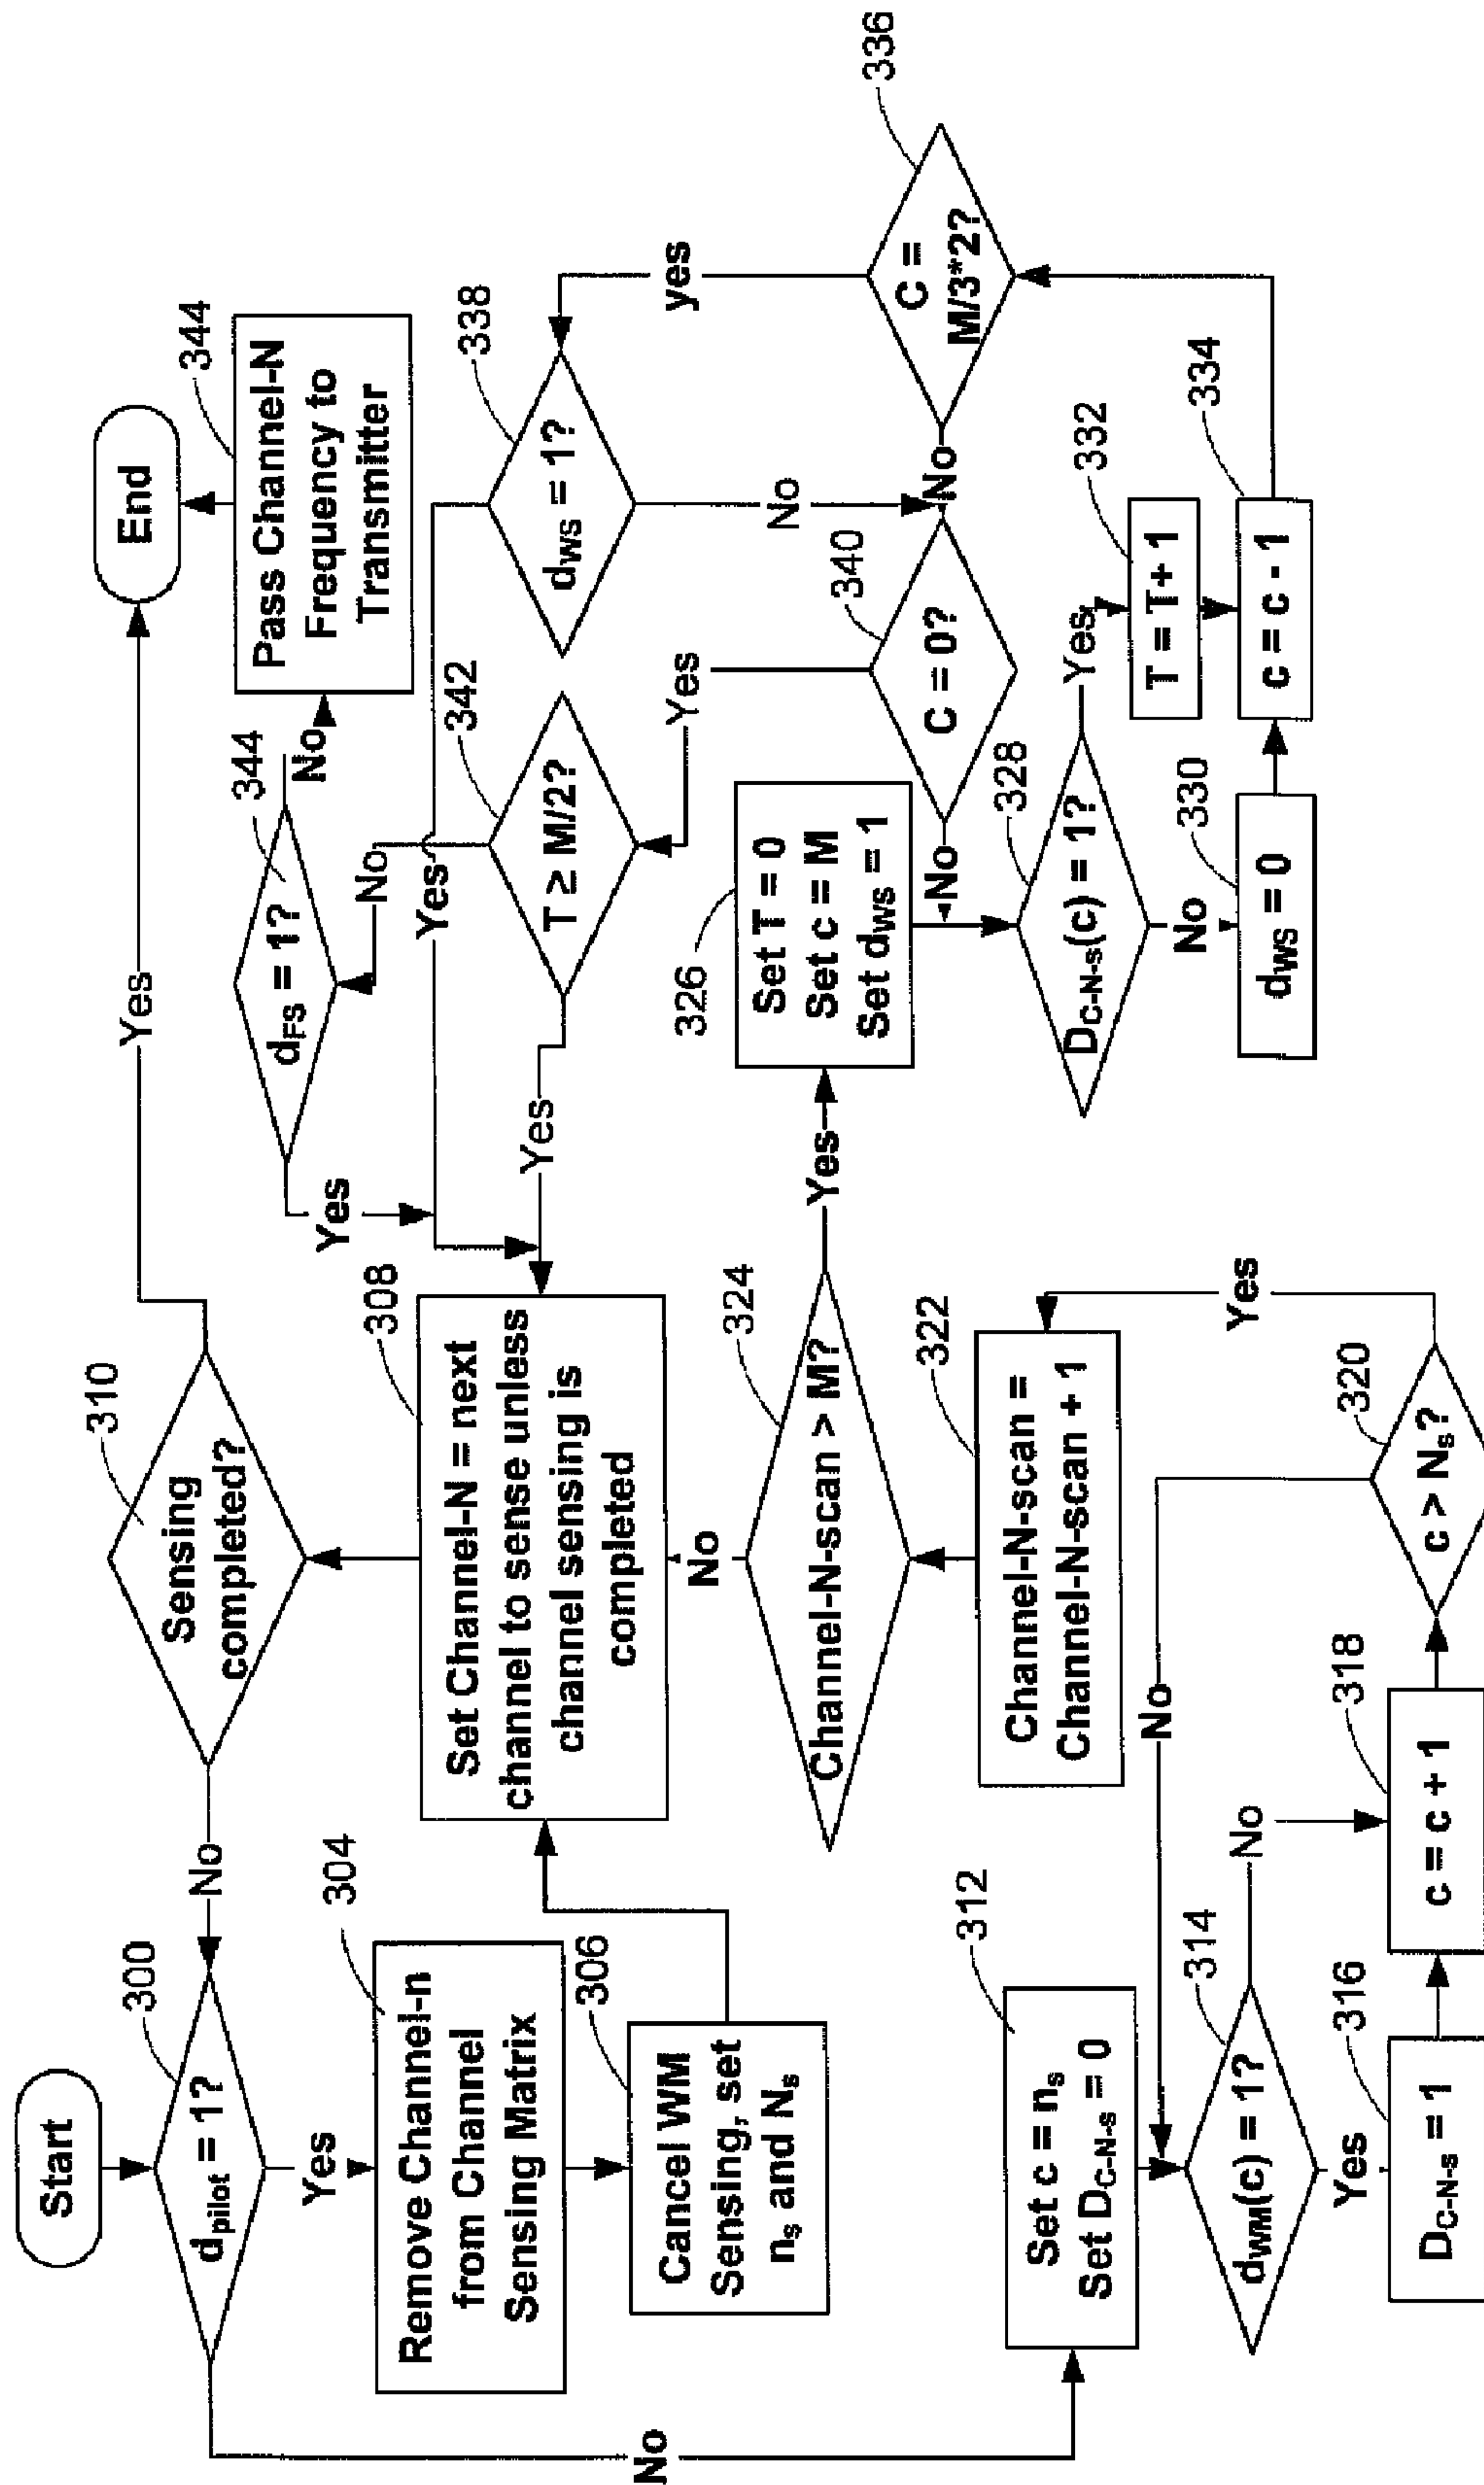 Start
300
d_pilot = 1?
Yes
No
304
Remove Channel-n
from Channel
Sensing Matrix
306
Cancel WM
Sensing, set
n_s and N_s
No
310
Sensing
completed?
Yes
308
Set Channel-N = next
channel to sense unless
channel sensing is
completed
No
324
Channel-N-scan > M?
Yes
322
Channel-N-scan =
Channel-N-scan + 1
312
Set c = n_s
Set D_C-N-s = 0
No
314
d_WM(c) = 1?
Yes
No
316
D_C-N-s = 1
318
c = c + 1
320
c > N_s?
Yes
End
344
Pass Channel-N
Frequency to
Transmitter
344
d_FS = 1?
No
Yes
Yes
No
342
T ≥ M/2?
Yes
338
d_WS = 1?
No
yes
336
C =
M/3*2?
No
340
C = 0?
Yes
No
326
Set T = 0
Set c = M
Set d_WS = 1
328
D_C-N-s(c) = 1?
Yes
No
330
d_WS = 0
332
T = T+ 1
334
c = c - 1